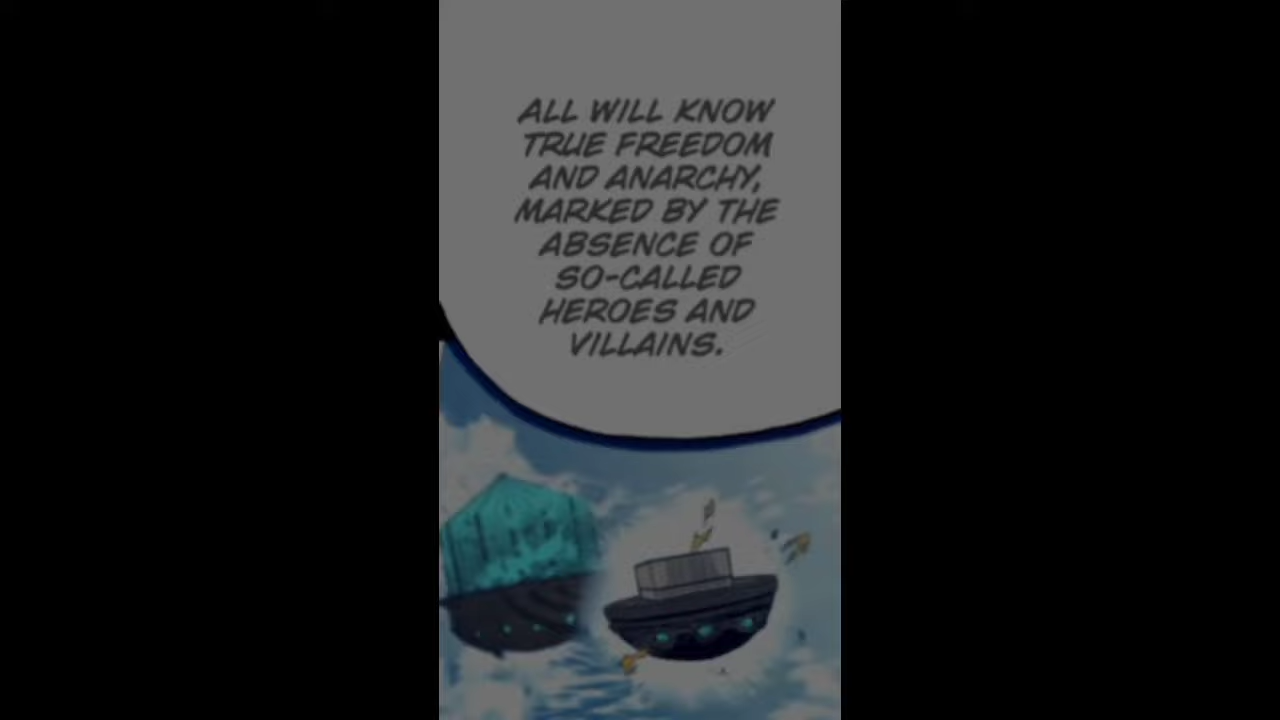 ALL WILL KNOW
TRUE FREEDOM
AND ANARCHY,
MARKED BY THE
ABSENCE OF
SO-CALLED
HEROES AND
VILLAINS.